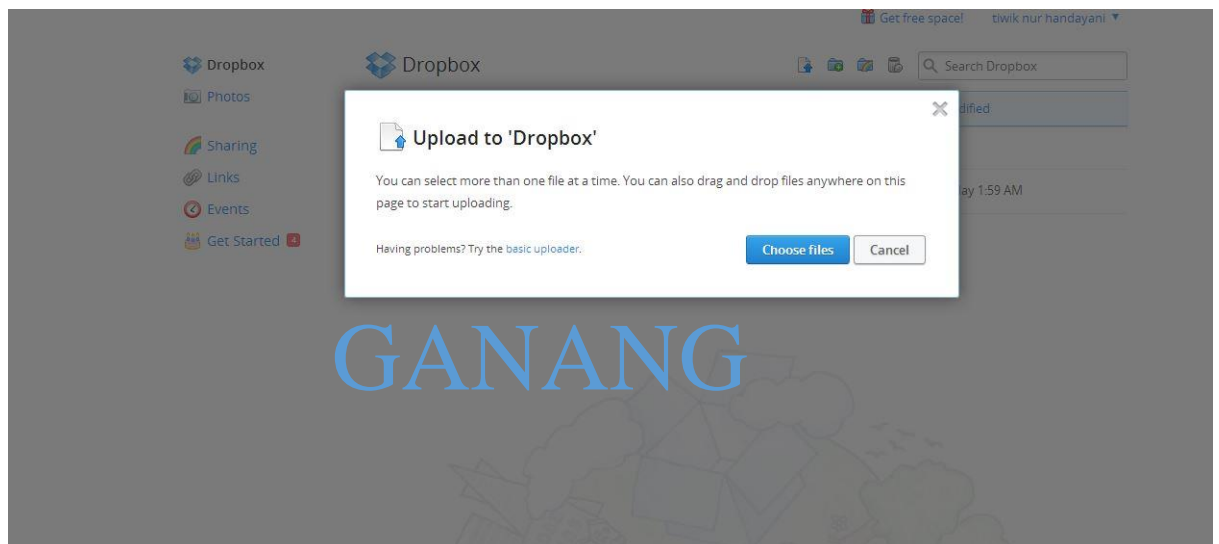 Get free space! tiwik nur handayani
Dropbox
Dropbox
Search Dropbox
Photos
dified
Upload to 'Dropbox'
Sharing
You can select more than one file at a time. You can also drag and drop files anywhere on this
page to start uploading.
Links
ay 1:59 AM
Events
Get Started 4
Having problems? Try the basic uploader.
Choose files
Cancel
GANANG